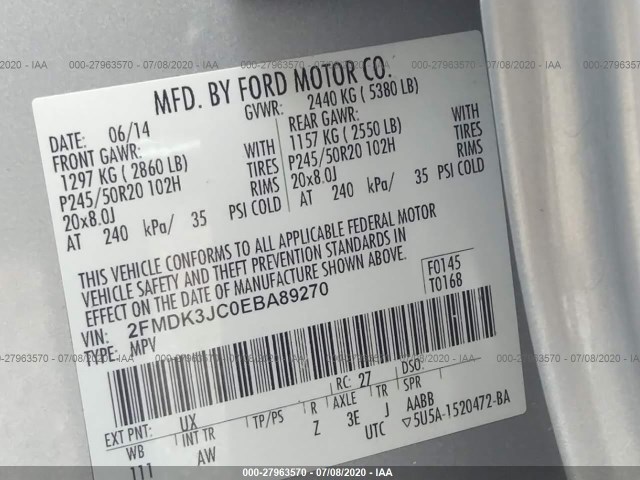 000-27963570 - 07/08/2020 - IAA
MFD. BY FORD MOTOR CO.
DATE: 06/14 GVWR: 2440 KG ( 5380 LB)
FRONT GAWR: REAR GAWR:
1297 KG ( 2860 LB) WITH 1157 KG ( 2550 LB) WITH
P245/50R20 102H TIRES P245/50R20 102H TIRES
20x8.0J RIMS 20x8.0J RIMS
AT 240 kPa/ 35 PSI COLD AT 240 kPa/ 35 PSI COLD
THIS VEHICLE CONFORMS TO ALL APPLICABLE FEDERAL MOTOR
VEHICLE SAFETY AND THEFT PREVENTION STANDARDS IN
EFFECT ON THE DATE OF MANUFACTURE SHOWN ABOVE.
VIN: 2FMDK3JC0EBA89270 F0145
TYPE: MPV T0168
EXT PNT: UX RC: 27 DSO:
WB INT TR TP/PS R AXLE TR SPR
111 AW Z 3E J AABB
UTC ▽5U5A-1520472-BA
000-27963570 - 07/08/2020 - IAA